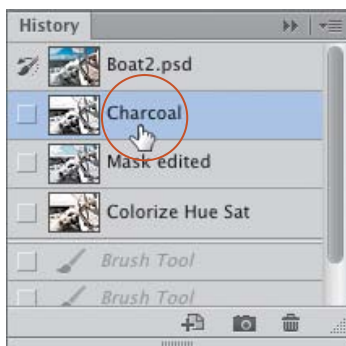 History
Boat2.psd
Charcoal
Mask edited
Colorize Hue Sat
Brush Tool
Brush Tool